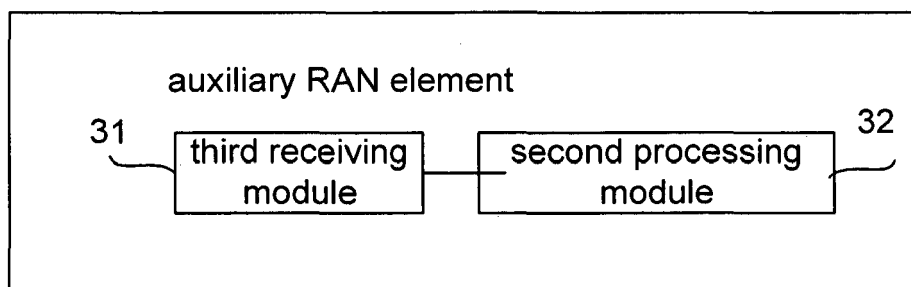 auxiliary RAN element
31
32
third receiving
module
second processing
module